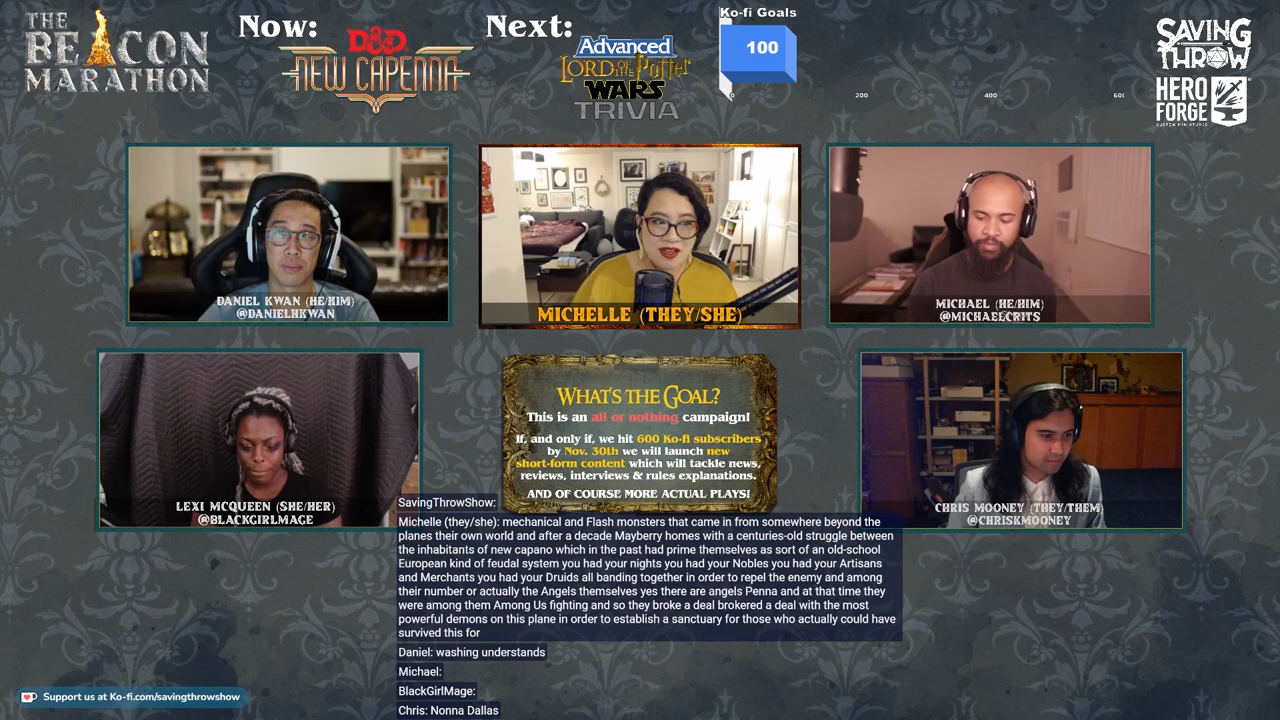 THE
BEACON
MARATHON
Now:
D&D
NEW CAPENNA
Next:
Advanced
LORD OF THE Potter
WARS
TRIVIA
Ko-fi Goals
100
0
200
400
600
SAVING
THROW
HERO
FORGE
CUSTOM MINIATURES
DANIEL KWAN (HE/HIM)
@DANIELHKWAN
MICHELLE (THEY/SHE)
MICHAEL (HE/HIM)
@MICHAELCRITS
LEXI MCQUEEN (SHE/HER)
@BLACKGIRLMAGE
WHAT'S THE GOAL?
This is an all or nothing campaign!
If, and only if, we hit 600 Ko-fi subscribers
by Nov. 30th we will launch new
short-form content which will tackle news,
reviews, interviews & rules explanations.
AND OF COURSE MORE ACTUAL PLAYS!
CHRIS MOONEY (THEY/THEM)
@CHRISKMOONEY
SavingThrowShow:
Michelle (they/she): mechanical and Flash monsters that came in from somewhere beyond the
planes their own world and after a decade Mayberry homes with a centuries-old struggle between
the inhabitants of new capano which in the past had prime themselves as sort of an old-school
European kind of feudal system you had your nights you had your Nobles you had your Artisans
and Merchants you had your Druids all banding together in order to repel the enemy and among
their number or actually the Angels themselves yes there are angels Penna and at that time they
were among them Among Us fighting and so they broke a deal brokered a deal with the most
powerful demons on this plane in order to establish a sanctuary for those who actually could have
survived this for
Daniel: washing understands
Michael:
BlackGirlMage:
Chris: Nonna Dallas
Support us at Ko-fi.com/savingthrowshow